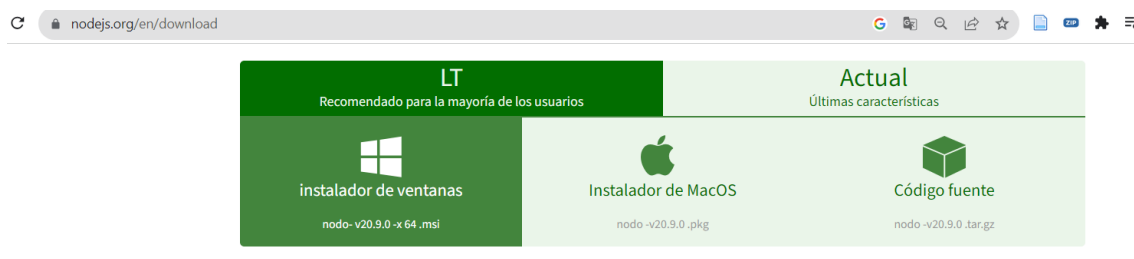 nodejs.org/en/download
ZIP
LT
Recomendado para la mayoría de los usuarios
Actual
Últimas características
instalador de ventanas
nodo- v20.9.0 -x 64 .msi
Instalador de MacOS
nodo -v20.9.0 .pkg
Código fuente
nodo -v20.9.0 .tar.gz